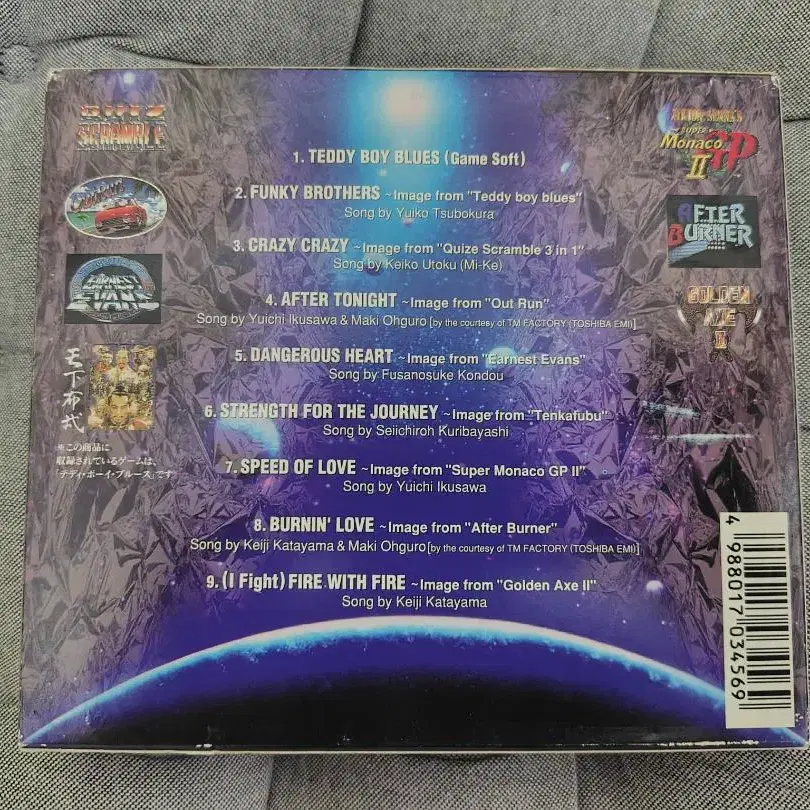 QUIZ
SCRAMBLE
OutRun
EARNEST
EVANS
天下布武
※この商品に
収録されているゲームは、
「テディ・ボーイ・ブルース」です
1. TEDDY BOY BLUES (Game Soft)
2. FUNKY BROTHERS ~Image from "Teddy boy blues"
Song by Yuiko Tsubokura
3. CRAZY CRAZY ~Image from "Quize Scramble 3 in 1"
Song by Keiko Utoku (Mi-Ke)
4. AFTER TONIGHT ~Image from "Out Run"
Song by Yuichi Ikusawa & Maki Ohguro [by the courtesy of TM FACTORY (TOSHIBA EMI)]
5. DANGEROUS HEART ~Image from "Earnest Evans"
Song by Fusanosuke Kondou
6. STRENGTH FOR THE JOURNEY ~Image from "Tenkafubu"
Song by Seiichiroh Kuribayashi
7. SPEED OF LOVE ~Image from "Super Monaco GP II"
Song by Yuichi Ikusawa
8. BURNIN' LOVE ~Image from "After Burner"
Song by Keiji Katayama & Maki Ohguro [by the courtesy of TM FACTORY (TOSHIBA EMI)]
9. (I Fight) FIRE WITH FIRE ~Image from "Golden Axe II"
Song by Keiji Katayama
SUPER
Monaco GP
II
AFTER
BURNER
GOLDEN
AXE
II
4 988017 034569